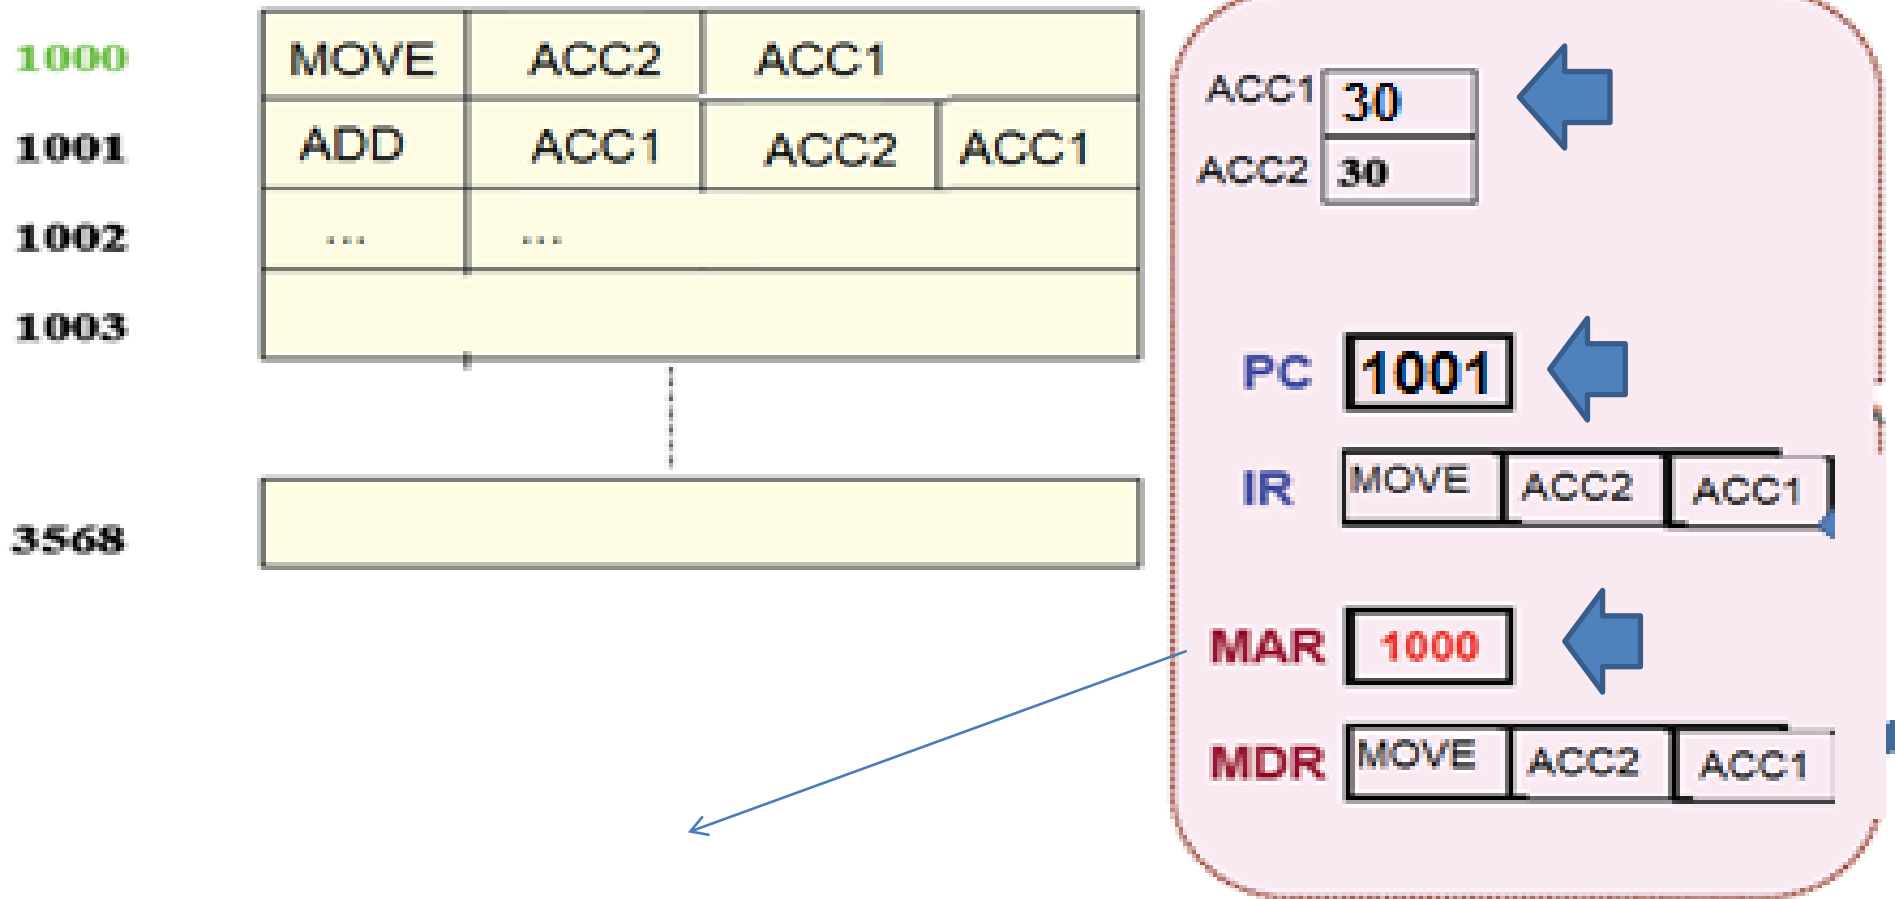 1000 MOVE ACC2 ACC1
1001 ADD ACC1 ACC2 ACC1
1002 ... ...
1003
3568
ACC1 30
ACC2 30
PC 1001
IR MOVE ACC2 ACC1
MAR 1000
MDR MOVE ACC2 ACC1